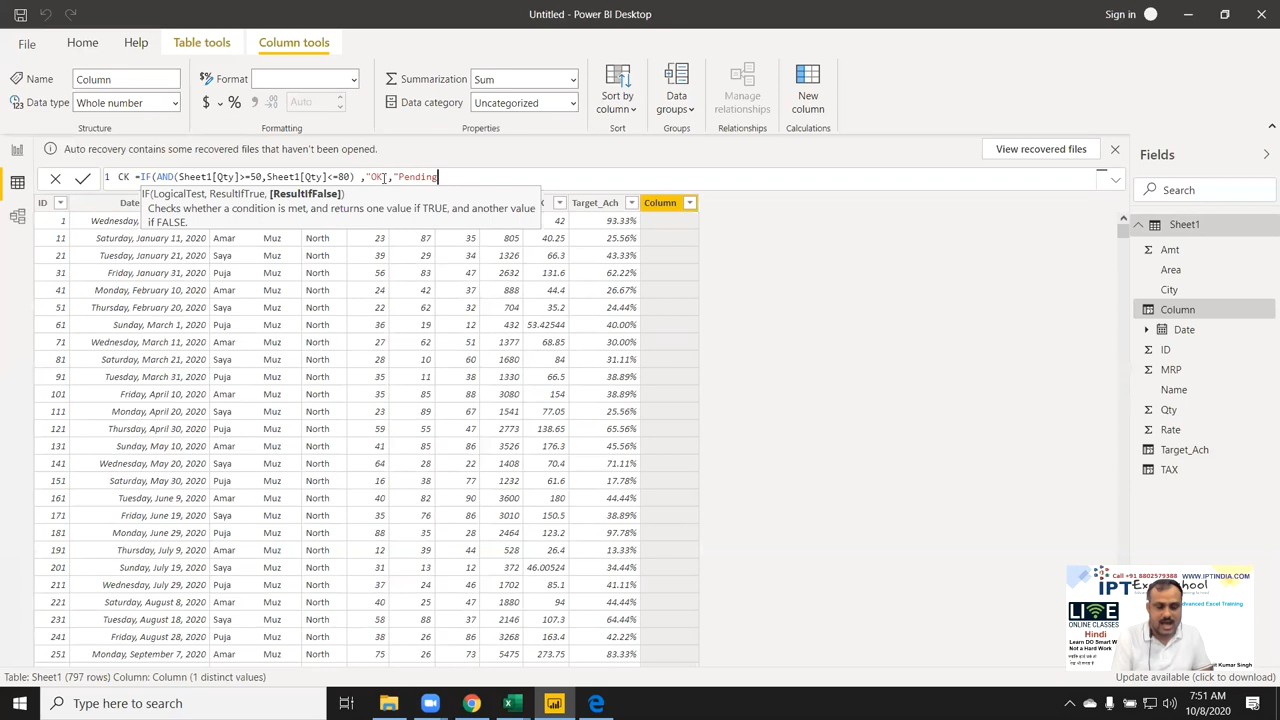 Untitled - Power BI Desktop
Sign in
File
Home
Help
Table tools
Column tools
Name
Column
Format
Summarization
Sum
Data type
Whole number
$
%
Auto
Data category
Uncategorized
Sort by
column
Data
groups
Manage
relationships
New
column
Structure
Formatting
Properties
Sort
Groups
Relationships
Calculations
Auto recovery contains some recovered files that haven't been opened.
View recovered files
Fields
1 CK =IF(AND(Sheet1[Qty]>=50,Sheet1[Qty]<=80) ,"OK","Pending
IF(LogicalTest, ResultIfTrue, [ResultIfFalse])
Checks whether a condition is met, and returns one value if TRUE, and another value
if FALSE.
Search
ID Date Target_Ach Column
1 Wednesday, 42 93.33%
11 Saturday, January 11, 2020 Amar Muz North 23 87 35 805 40.25 25.56%
21 Tuesday, January 21, 2020 Saya Muz North 39 29 34 1326 66.3 43.33%
31 Friday, January 31, 2020 Puja Muz North 56 83 47 2632 131.6 62.22%
41 Monday, February 10, 2020 Amar Muz North 24 42 37 888 44.4 26.67%
51 Thursday, February 20, 2020 Saya Muz North 22 62 32 704 35.2 24.44%
61 Sunday, March 1, 2020 Puja Muz North 36 19 12 432 53.42544 40.00%
71 Wednesday, March 11, 2020 Amar Muz North 27 62 51 1377 68.85 30.00%
81 Saturday, March 21, 2020 Saya Muz North 28 10 60 1680 84 31.11%
91 Tuesday, March 31, 2020 Puja Muz North 35 11 38 1330 66.5 38.89%
101 Friday, April 10, 2020 Amar Muz North 35 85 88 3080 154 38.89%
111 Monday, April 20, 2020 Saya Muz North 23 89 67 1541 77.05 25.56%
121 Thursday, April 30, 2020 Puja Muz North 59 55 47 2773 138.65 65.56%
131 Sunday, May 10, 2020 Amar Muz North 41 85 86 3526 176.3 45.56%
141 Wednesday, May 20, 2020 Saya Muz North 64 28 22 1408 70.4 71.11%
151 Saturday, May 30, 2020 Puja Muz North 16 38 77 1232 61.6 17.78%
161 Tuesday, June 9, 2020 Amar Muz North 40 82 90 3600 180 44.44%
171 Friday, June 19, 2020 Saya Muz North 35 76 86 3010 150.5 38.89%
181 Monday, June 29, 2020 Puja Muz North 88 35 28 2464 123.2 97.78%
191 Thursday, July 9, 2020 Amar Muz North 12 39 44 528 26.4 13.33%
201 Sunday, July 19, 2020 Saya Muz North 31 13 12 372 46.00524 34.44%
211 Wednesday, July 29, 2020 Puja Muz North 37 24 46 1702 85.1 41.11%
221 Saturday, August 8, 2020 Amar Muz North 40 25 47 1880 94 44.44%
231 Tuesday, August 18, 2020 Saya Muz North 58 88 37 2146 107.3 64.44%
241 Friday, August 28, 2020 Puja Muz North 38 26 86 3268 163.4 42.22%
251 Monday, September 7, 2020 Amar Muz North 75 26 73 5475 273.75 83.33%
Sheet1
Amt
Area
City
Column
Date
ID
MRP
Name
Qty
Rate
Target_Ach
TAX
Call +91 8802579388 WWW.IPTINDIA.COM
IPT
LIVE
ONLINE CLASSES
Hindi
Learn DO Smart W
Not a Hard Work
Advanced Excel Training
Kumar Singh
Table: Sheet1 (797 rows) Column: Column (1 distinct values)
Update available (click to download)
Type here to search
7:51 AM
10/8/2020